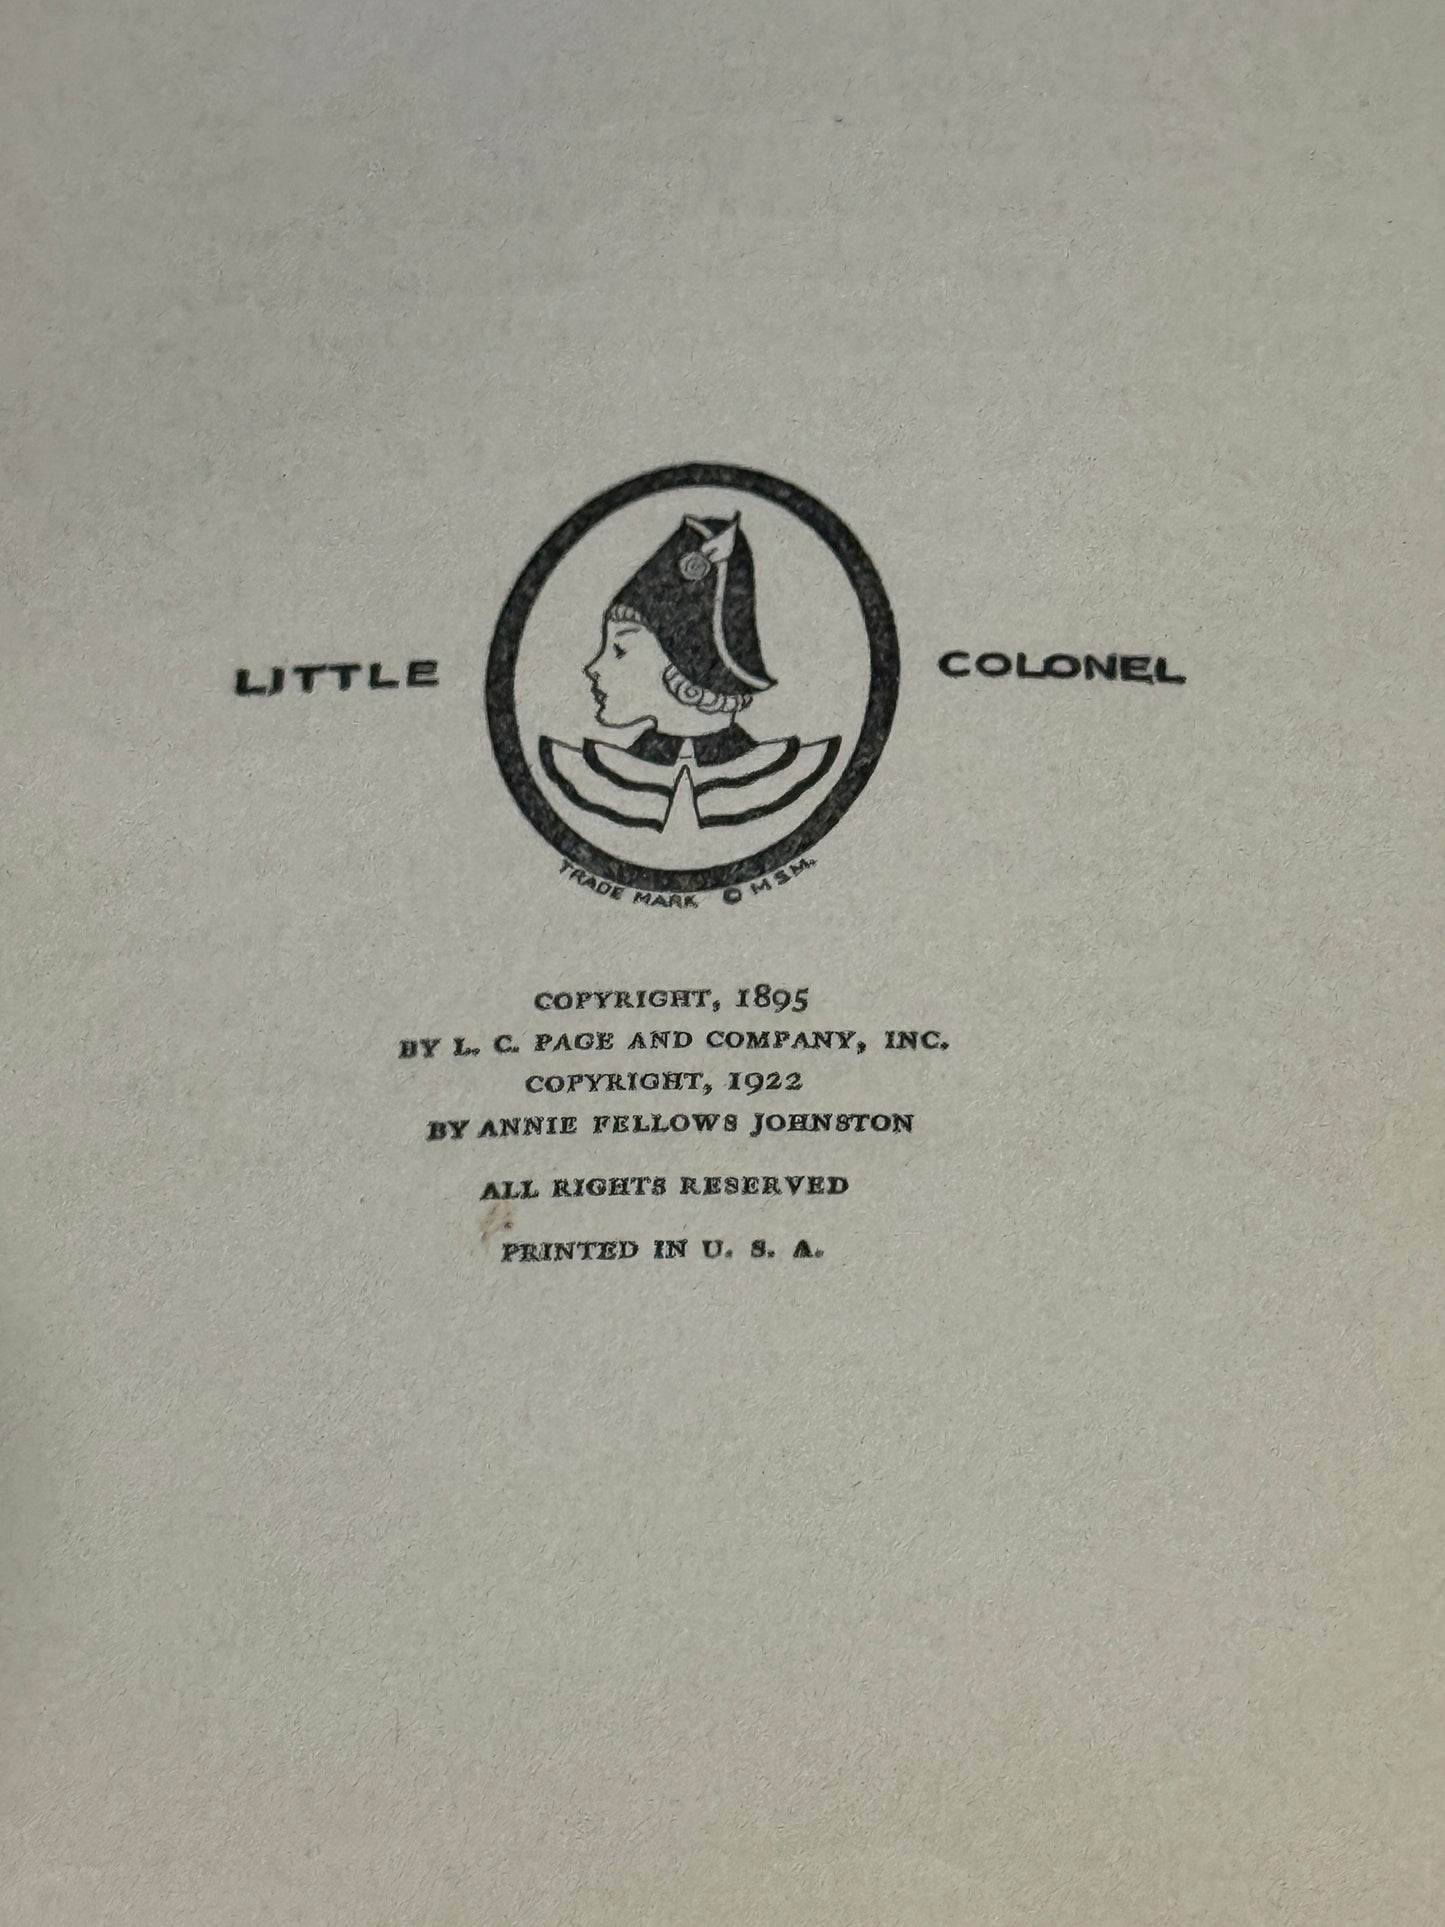 LITTLE COLONEL
TRADE MARK © M.S.M.
COPYRIGHT, 1895
BY L. C. PAGE AND COMPANY, INC.
COPYRIGHT, 1922
BY ANNIE FELLOWS JOHNSTON
ALL RIGHTS RESERVED
PRINTED IN U. S. A.